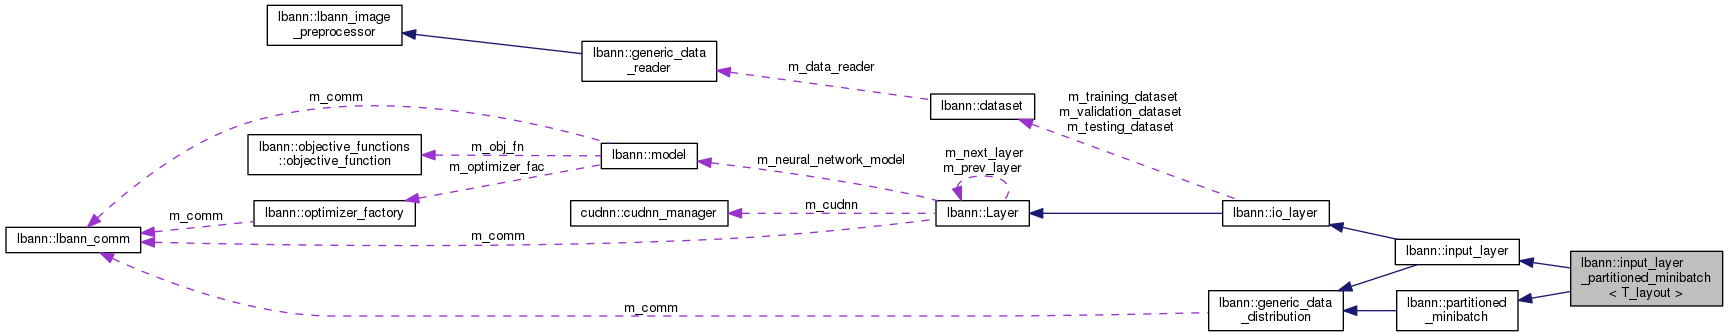 lbann::lbann_image
_preprocessor
lbann::generic_data
_reader
m_data_reader
lbann::dataset
m_comm
m_training_dataset
m_validation_dataset
m_testing_dataset
lbann::objective_functions
::objective_function
m_obj_fn
lbann::model
m_optimizer_fac
m_neural_network_model
m_next_layer
m_prev_layer
lbann::optimizer_factory
m_comm
cudnn::cudnn_manager
m_cudnn
lbann::Layer
lbann::io_layer
lbann::lbann_comm
m_comm
lbann::input_layer
lbann::input_layer
_partitioned_minibatch
< T_layout >
m_comm
lbann::generic_data
_distribution
lbann::partitioned
_minibatch